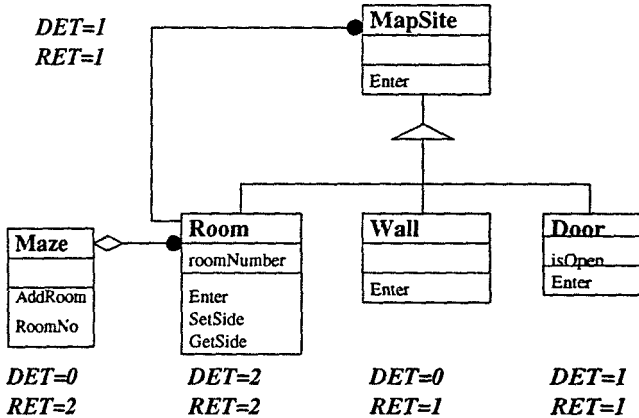 DET=1
RET=1
MapSite
Enter
Maze
AddRoom
RoomNo
Room
roomNumber
Enter
SetSide
GetSide
Wall
Enter
Door
isOpen
Enter
DET=0
RET=2
DET=2
RET=2
DET=0
RET=1
DET=1
RET=1